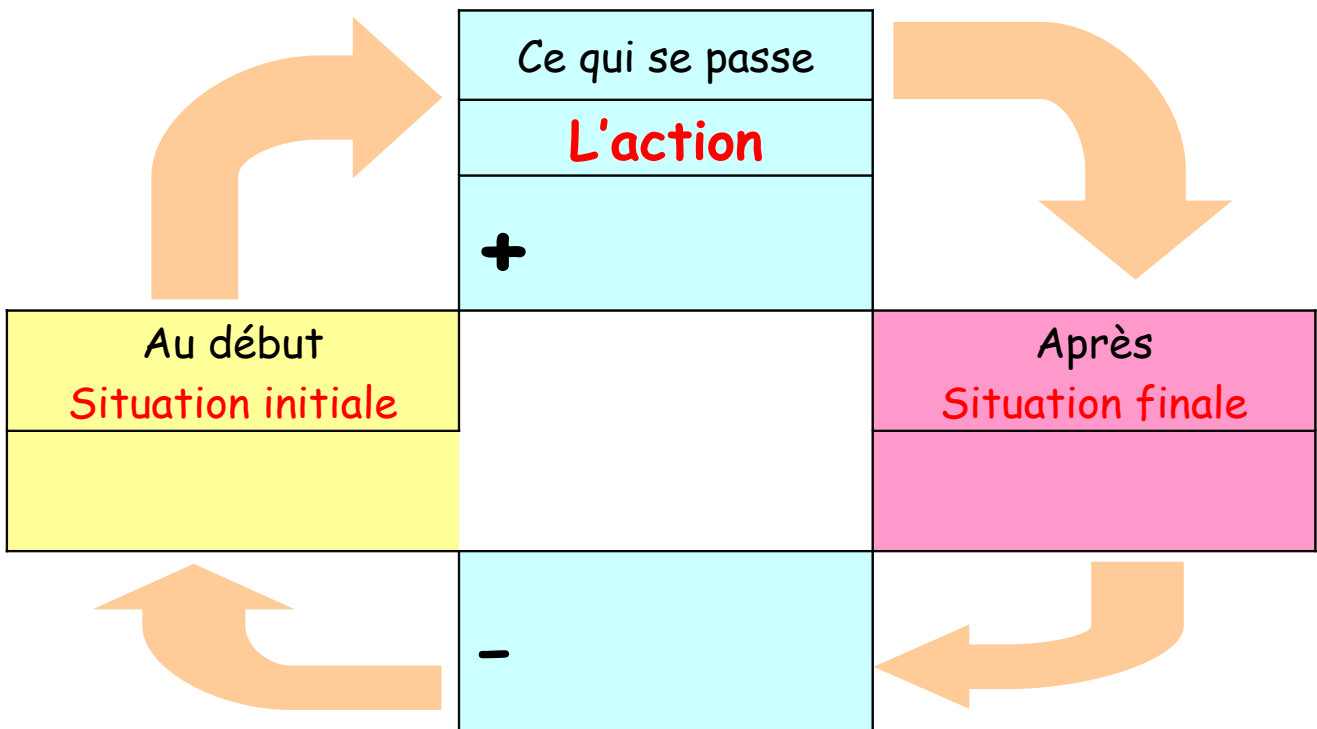 Ce qui se passe
L'action
+
Au début
Situation initiale
Après
Situation finale
-